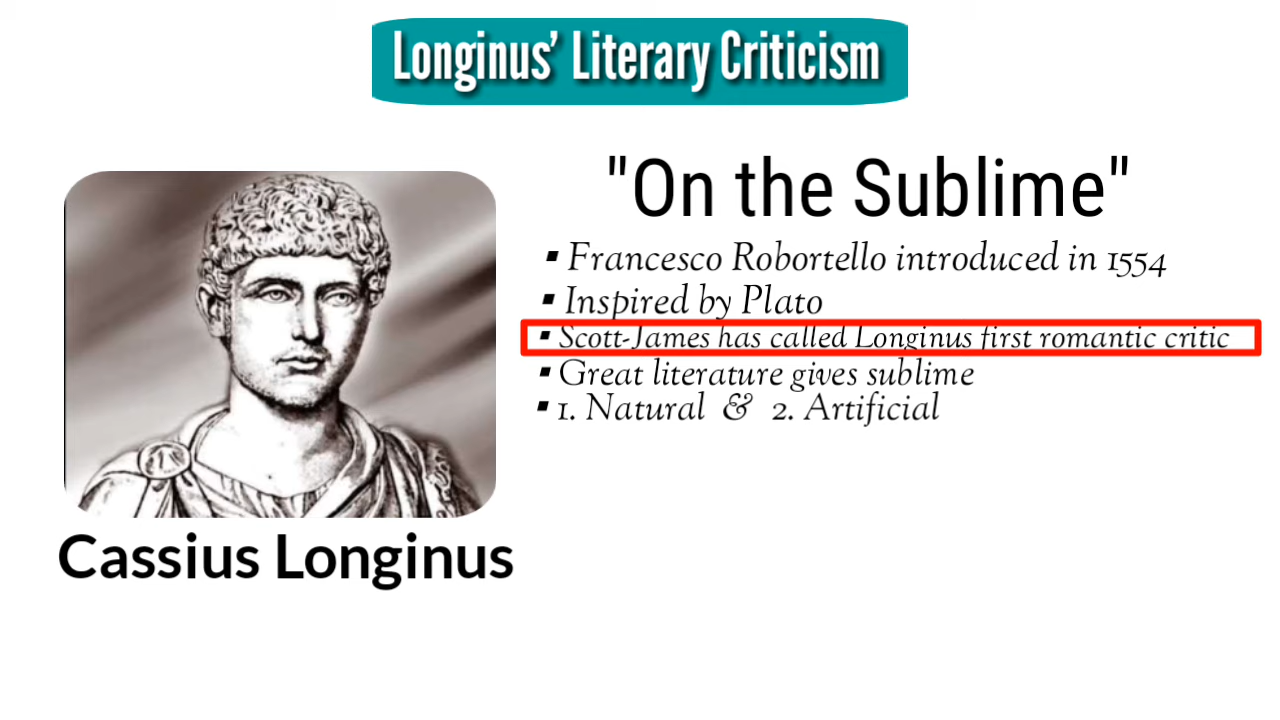 Longinus’ Literary Criticism
"On the Sublime"
▪ Francesco Robortello introduced in 1554
▪ Inspired by Plato
▪ Scott-James has called Longinus first romantic critic
▪ Great literature gives sublime
▪ 1. Natural & 2. Artificial
Cassius Longinus